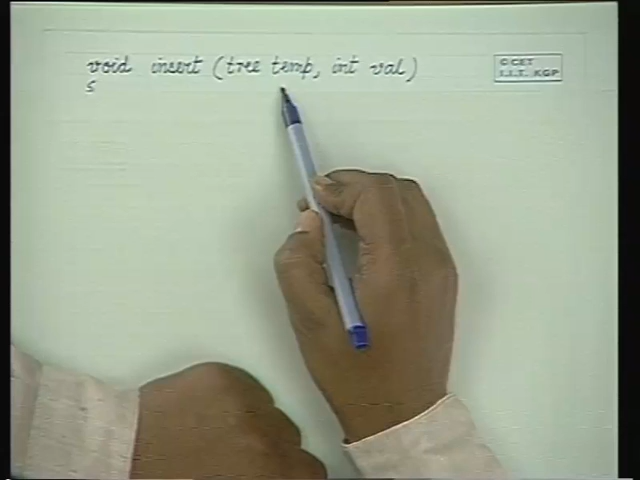 void insert (tree temp, int val)
{
© CET
I.I.T. KGP